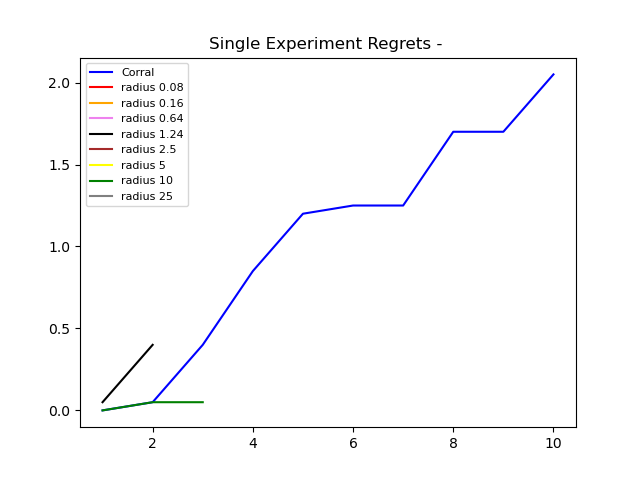 Single Experiment Regrets -
Corral
radius 0.08
radius 0.16
radius 0.64
radius 1.24
radius 2.5
radius 5
radius 10
radius 25
2.0
1.5
1.0
0.5
0.0
2 4 6 8 10